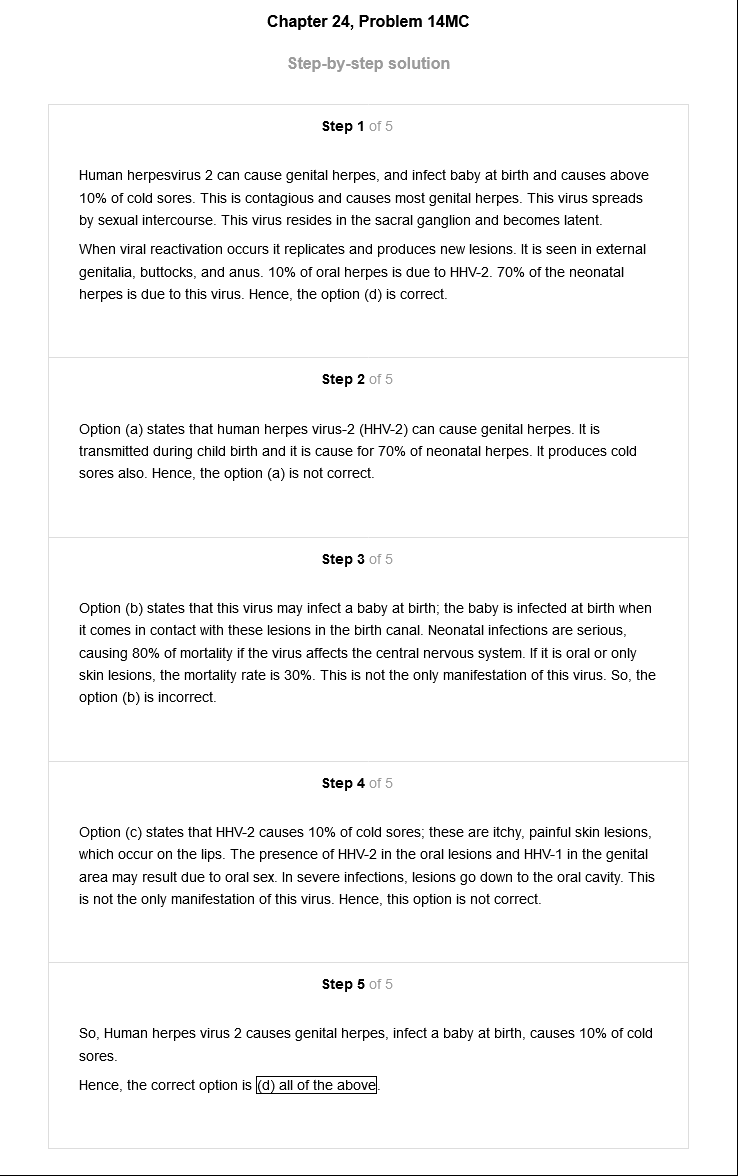 Chapter 24, Problem 14MC
Step-by-step solution
Step 1 of 5
Human herpesvirus 2 can cause genital herpes, and infect baby at birth and causes above
10% of cold sores. This is contagious and causes most genital herpes. This virus spreads
by sexual intercourse. This virus resides in the sacral ganglion and becomes latent.
When viral reactivation occurs it replicates and produces new lesions. It is seen in external
genitalia, buttocks, and anus. 10% of oral herpes is due to HHV-2. 70% of the neonatal
herpes is due to this virus. Hence, the option (d) is correct.
Step 2 of 5
Option (a) states that human herpes virus-2 (HHV-2) can cause genital herpes. It is
transmitted during child birth and it is cause for 70% of neonatal herpes. It produces cold
sores also. Hence, the option (a) is not correct.
Step 3 of 5
Option (b) states that this virus may infect a baby at birth; the baby is infected at birth when
it comes in contact with these lesions in the birth canal. Neonatal infections are serious,
causing 80% of mortality if the virus affects the central nervous system. If it is oral or only
skin lesions, the mortality rate is 30%. This is not the only manifestation of this virus. So, the
option (b) is incorrect.
Step 4 of 5
Option (c) states that HHV-2 causes 10% of cold sores; these are itchy, painful skin lesions,
which occur on the lips. The presence of HHV-2 in the oral lesions and HHV-1 in the genital
area may result due to oral sex. In severe infections, lesions go down to the oral cavity. This
is not the only manifestation of this virus. Hence, this option is not correct.
Step 5 of 5
So, Human herpes virus 2 causes genital herpes, infect a baby at birth, causes 10% of cold
sores.
Hence, the correct option is (d) all of the above.